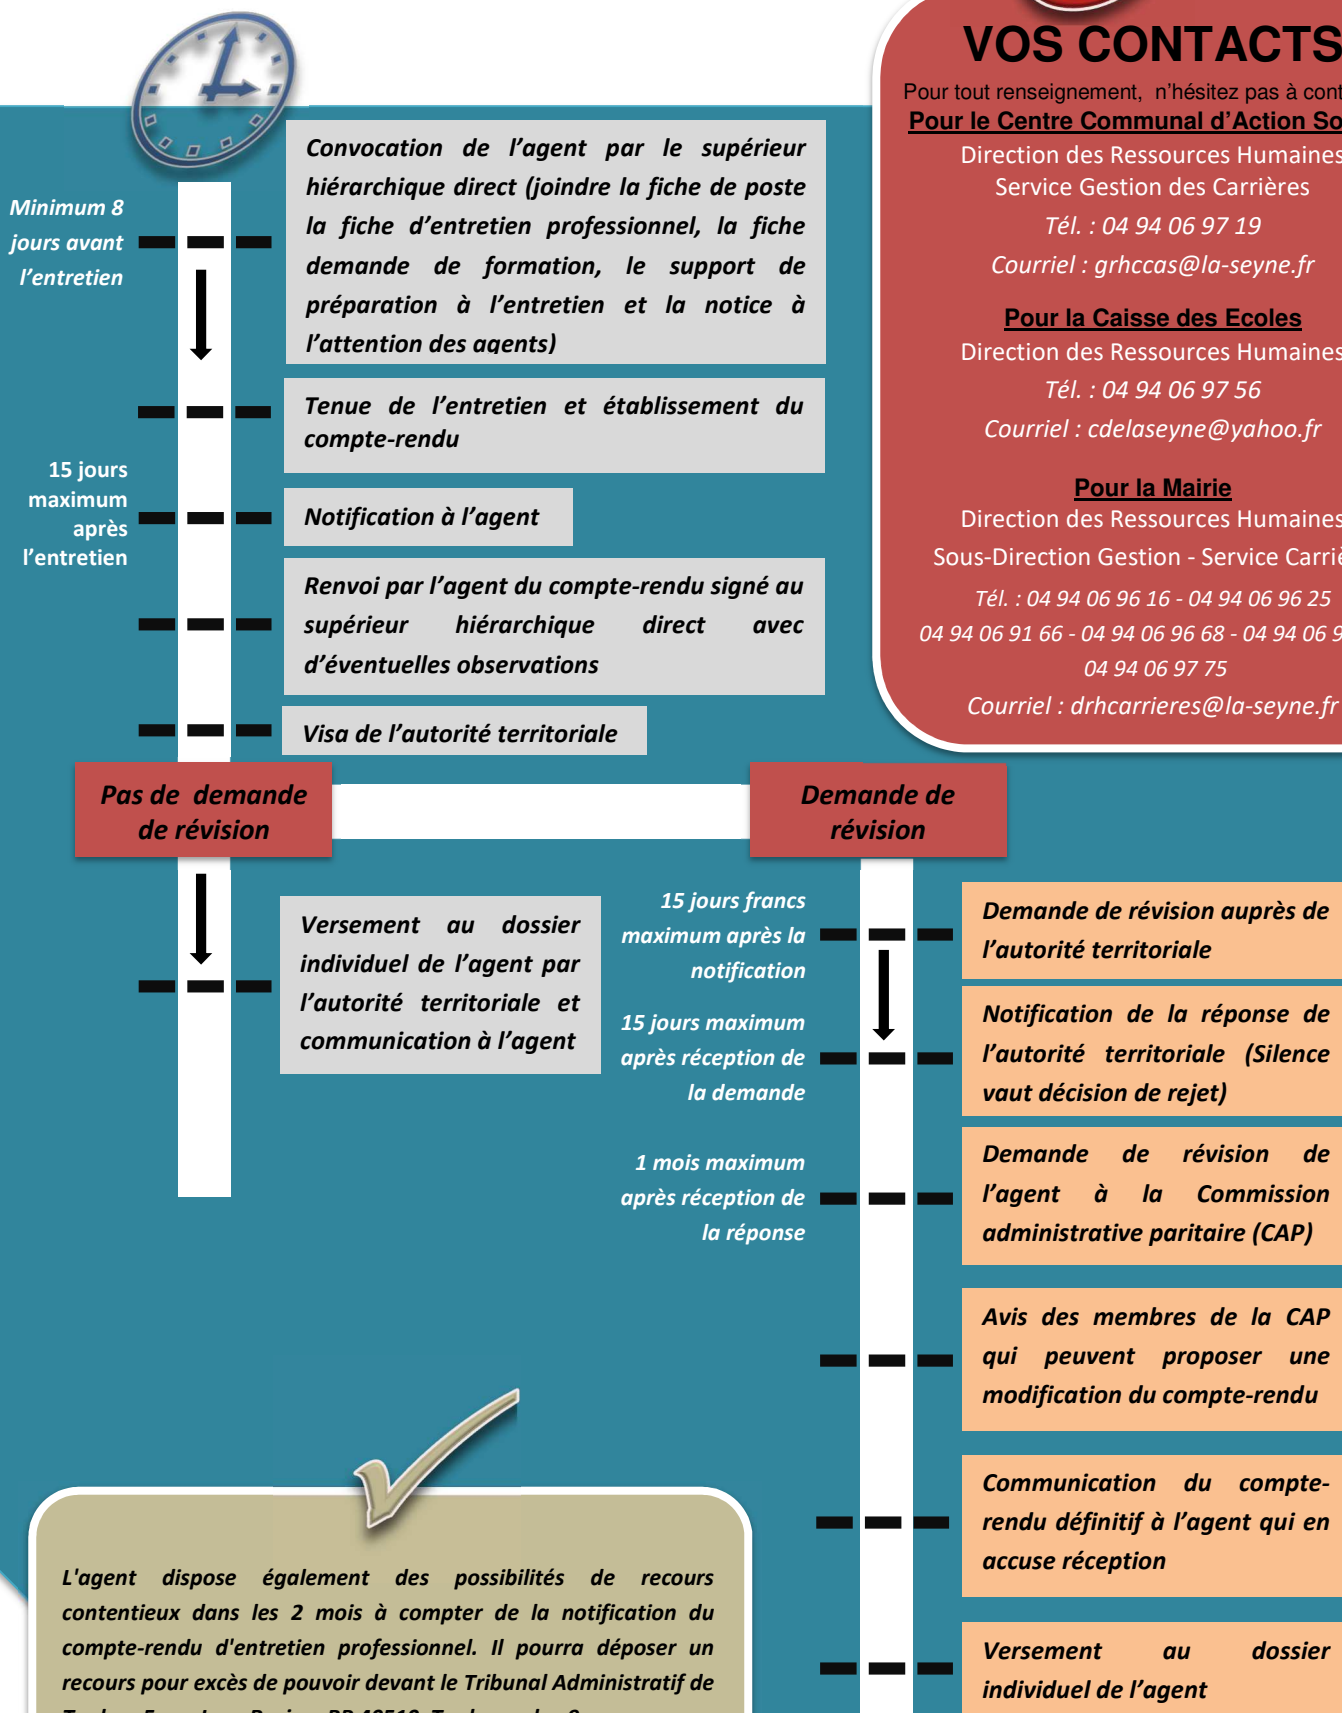 Minimum 8
jours avant
l'entretien
Convocation de l'agent par le supérieur
hiérarchique direct (joindre la fiche de poste
la fiche d'entretien professionnel, la fiche
demande de formation, le support de
préparation à l'entretien et la notice à
l'attention des agents)
Tenue de l'entretien et établissement du
compte-rendu
15 jours
maximum
après
l'entretien
Notification à l'agent
Renvoi par l'agent du compte-rendu signé au
supérieur hiérarchique direct avec
d'éventuelles observations
Visa de l'autorité territoriale
VOS CONTACTS
Pour tout renseignement, n'hésitez pas à
Pour le Centre Communal d'Action
Direction des Ressources Humaines
Service Gestion des Carrières
Tél. : 04 94 06 97 19
Courriel : grhccas@la-seyne.fr
Pour la Caisse des Ecoles
Direction des Ressources Humaines
Tél. : 04 94 06 97 56
Courriel : cdelaseyne@yahoo.fr
Pour la Mairie
Direction des Ressources Humaines
Sous-Direction Gestion - Service
Tél. : 04 94 06 96 16 - 04 94 06 96 25
04 94 06 91 66 - 04 94 06 96 68 - 04 94 06
04 94 06 97 75
Courriel : drhcarrieres@la-seyne.fr
Pas de demande
de révision
Demande de
révision
Versement au dossier
individuel de l'agent par
l'autorité territoriale et
communication à l'agent
15 jours francs
maximum après la
notification
Demande de révision auprès de
l'autorité territoriale
15 jours maximum
après réception de
la demande
Notification de la réponse de
l'autorité territoriale (Silence
vaut décision de rejet)
1 mois maximum
après réception de
la réponse
Demande de révision de
l'agent à la Commission
administrative paritaire (CAP)
Avis des membres de la CAP
qui peuvent proposer une
modification du compte-rendu
Communication du compte-
rendu définitif à l'agent qui en
accuse réception
Versement au dossier
individuel de l'agent
L'agent dispose également des possibilités de recours
contentieux dans les 2 mois à compter de la notification du
compte-rendu d'entretien professionnel. Il pourra déposer un
recours pour excès de pouvoir devant le Tribunal Administratif de